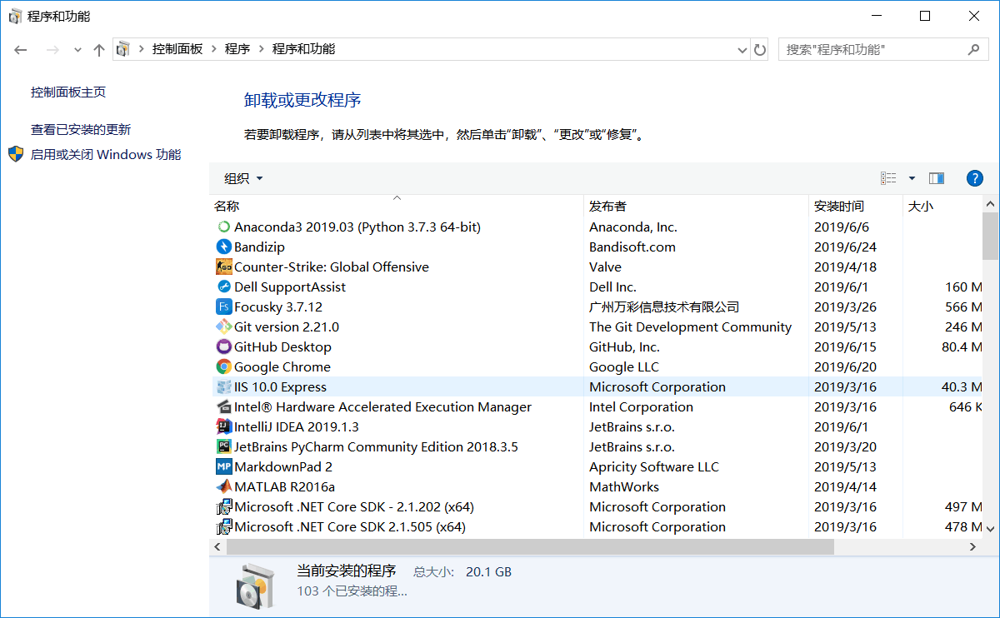 程序和功能
控制面板 程序 程序和功能 搜索"程序和功能"
控制面板主页
查看已安装的更新
启用或关闭 Windows 功能
卸载或更改程序
若要卸载程序，请从列表中将其选中，然后单击“卸载”、“更改”或“修复”。
组织
名称 发布者 安装时间 大小
Anaconda3 2019.03 (Python 3.7.3 64-bit) Anaconda, Inc. 2019/6/6
Bandizip Bandisoft.com 2019/6/24
Counter-Strike: Global Offensive Valve 2019/4/18
Dell SupportAssist Dell Inc. 2019/6/1 160 M
Focusky 3.7.12 广州万彩信息技术有限公司 2019/3/26 566 M
Git version 2.21.0 The Git Development Community 2019/5/13 246 M
GitHub Desktop GitHub, Inc. 2019/6/15 80.4 M
Google Chrome Google LLC 2019/6/20
IIS 10.0 Express Microsoft Corporation 2019/3/16 40.3 M
Intel® Hardware Accelerated Execution Manager Intel Corporation 2019/3/16 646 K
IntelliJ IDEA 2019.1.3 JetBrains s.r.o. 2019/6/1
JetBrains PyCharm Community Edition 2018.3.5 JetBrains s.r.o. 2019/3/20
MarkdownPad 2 Apricity Software LLC 2019/5/13
MATLAB R2016a MathWorks 2019/4/14
Microsoft .NET Core SDK - 2.1.202 (x64) Microsoft Corporation 2019/3/16 497 M
Microsoft .NET Core SDK 2.1.505 (x64) Microsoft Corporation 2019/3/16 478 M
当前安装的程序 总大小: 20.1 GB
103 个已安装的程...